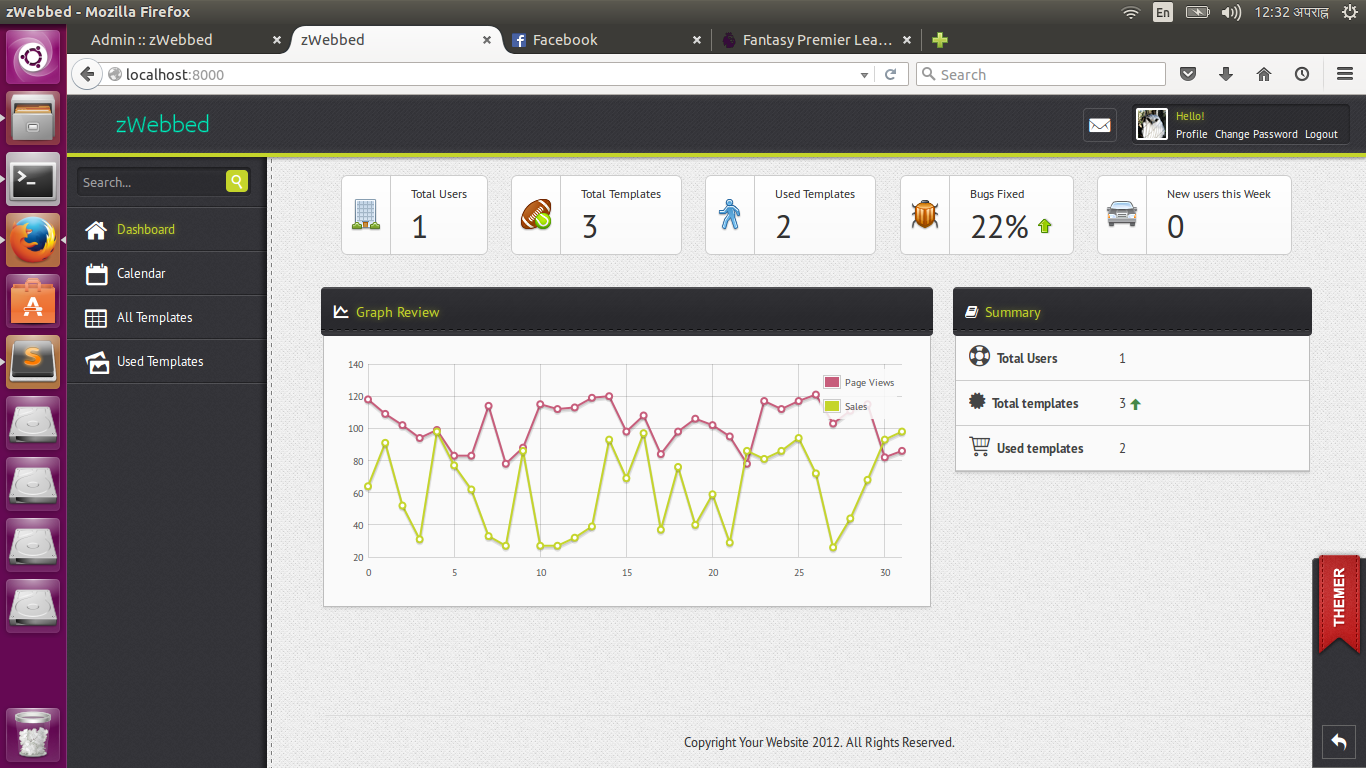 zWebbed - Mozilla Firefox
En
12:32 अपराह्न
Admin :: zWebbed
zWebbed
Facebook
Fantasy Premier Lea...
localhost:8000
Search
zWebbed
Hello!
Profile Change Password Logout
Search...
Dashboard
Calendar
All Templates
Used Templates
Total Users
1
Total Templates
3
Used Templates
2
Bugs Fixed
22%
New users this Week
0
Graph Review
140
120
100
80
60
40
20
0 5 10 15 20 25 30
Page Views
Sales
Summary
Total Users 1
Total templates 3
Used templates 2
THEMER
Copyright Your Website 2012. All Rights Reserved.